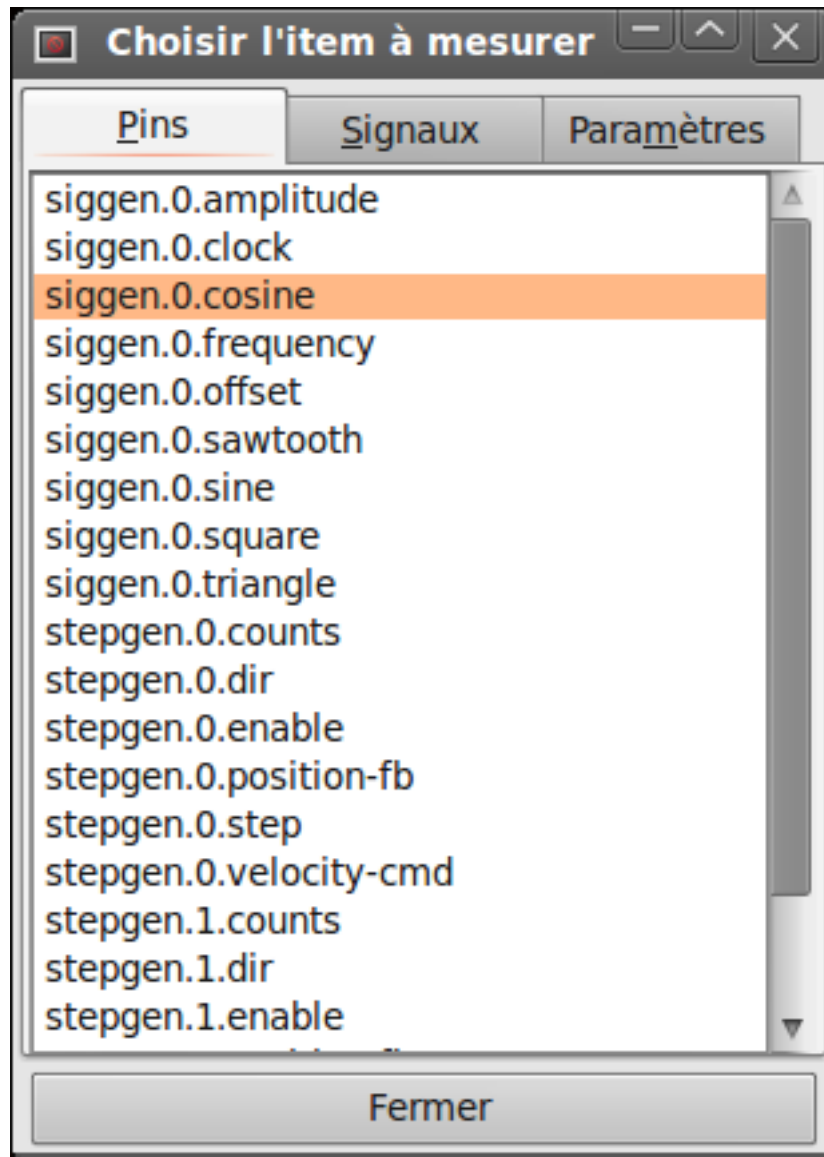 Choisir l'item à mesurer
Pins Signaux Paramètres
siggen.0.amplitude
siggen.0.clock
siggen.0.cosine
siggen.0.frequency
siggen.0.offset
siggen.0.sawtooth
siggen.0.sine
siggen.0.square
siggen.0.triangle
stepgen.0.counts
stepgen.0.dir
stepgen.0.enable
stepgen.0.position-fb
stepgen.0.step
stepgen.0.velocity-cmd
stepgen.1.counts
stepgen.1.dir
stepgen.1.enable
Fermer